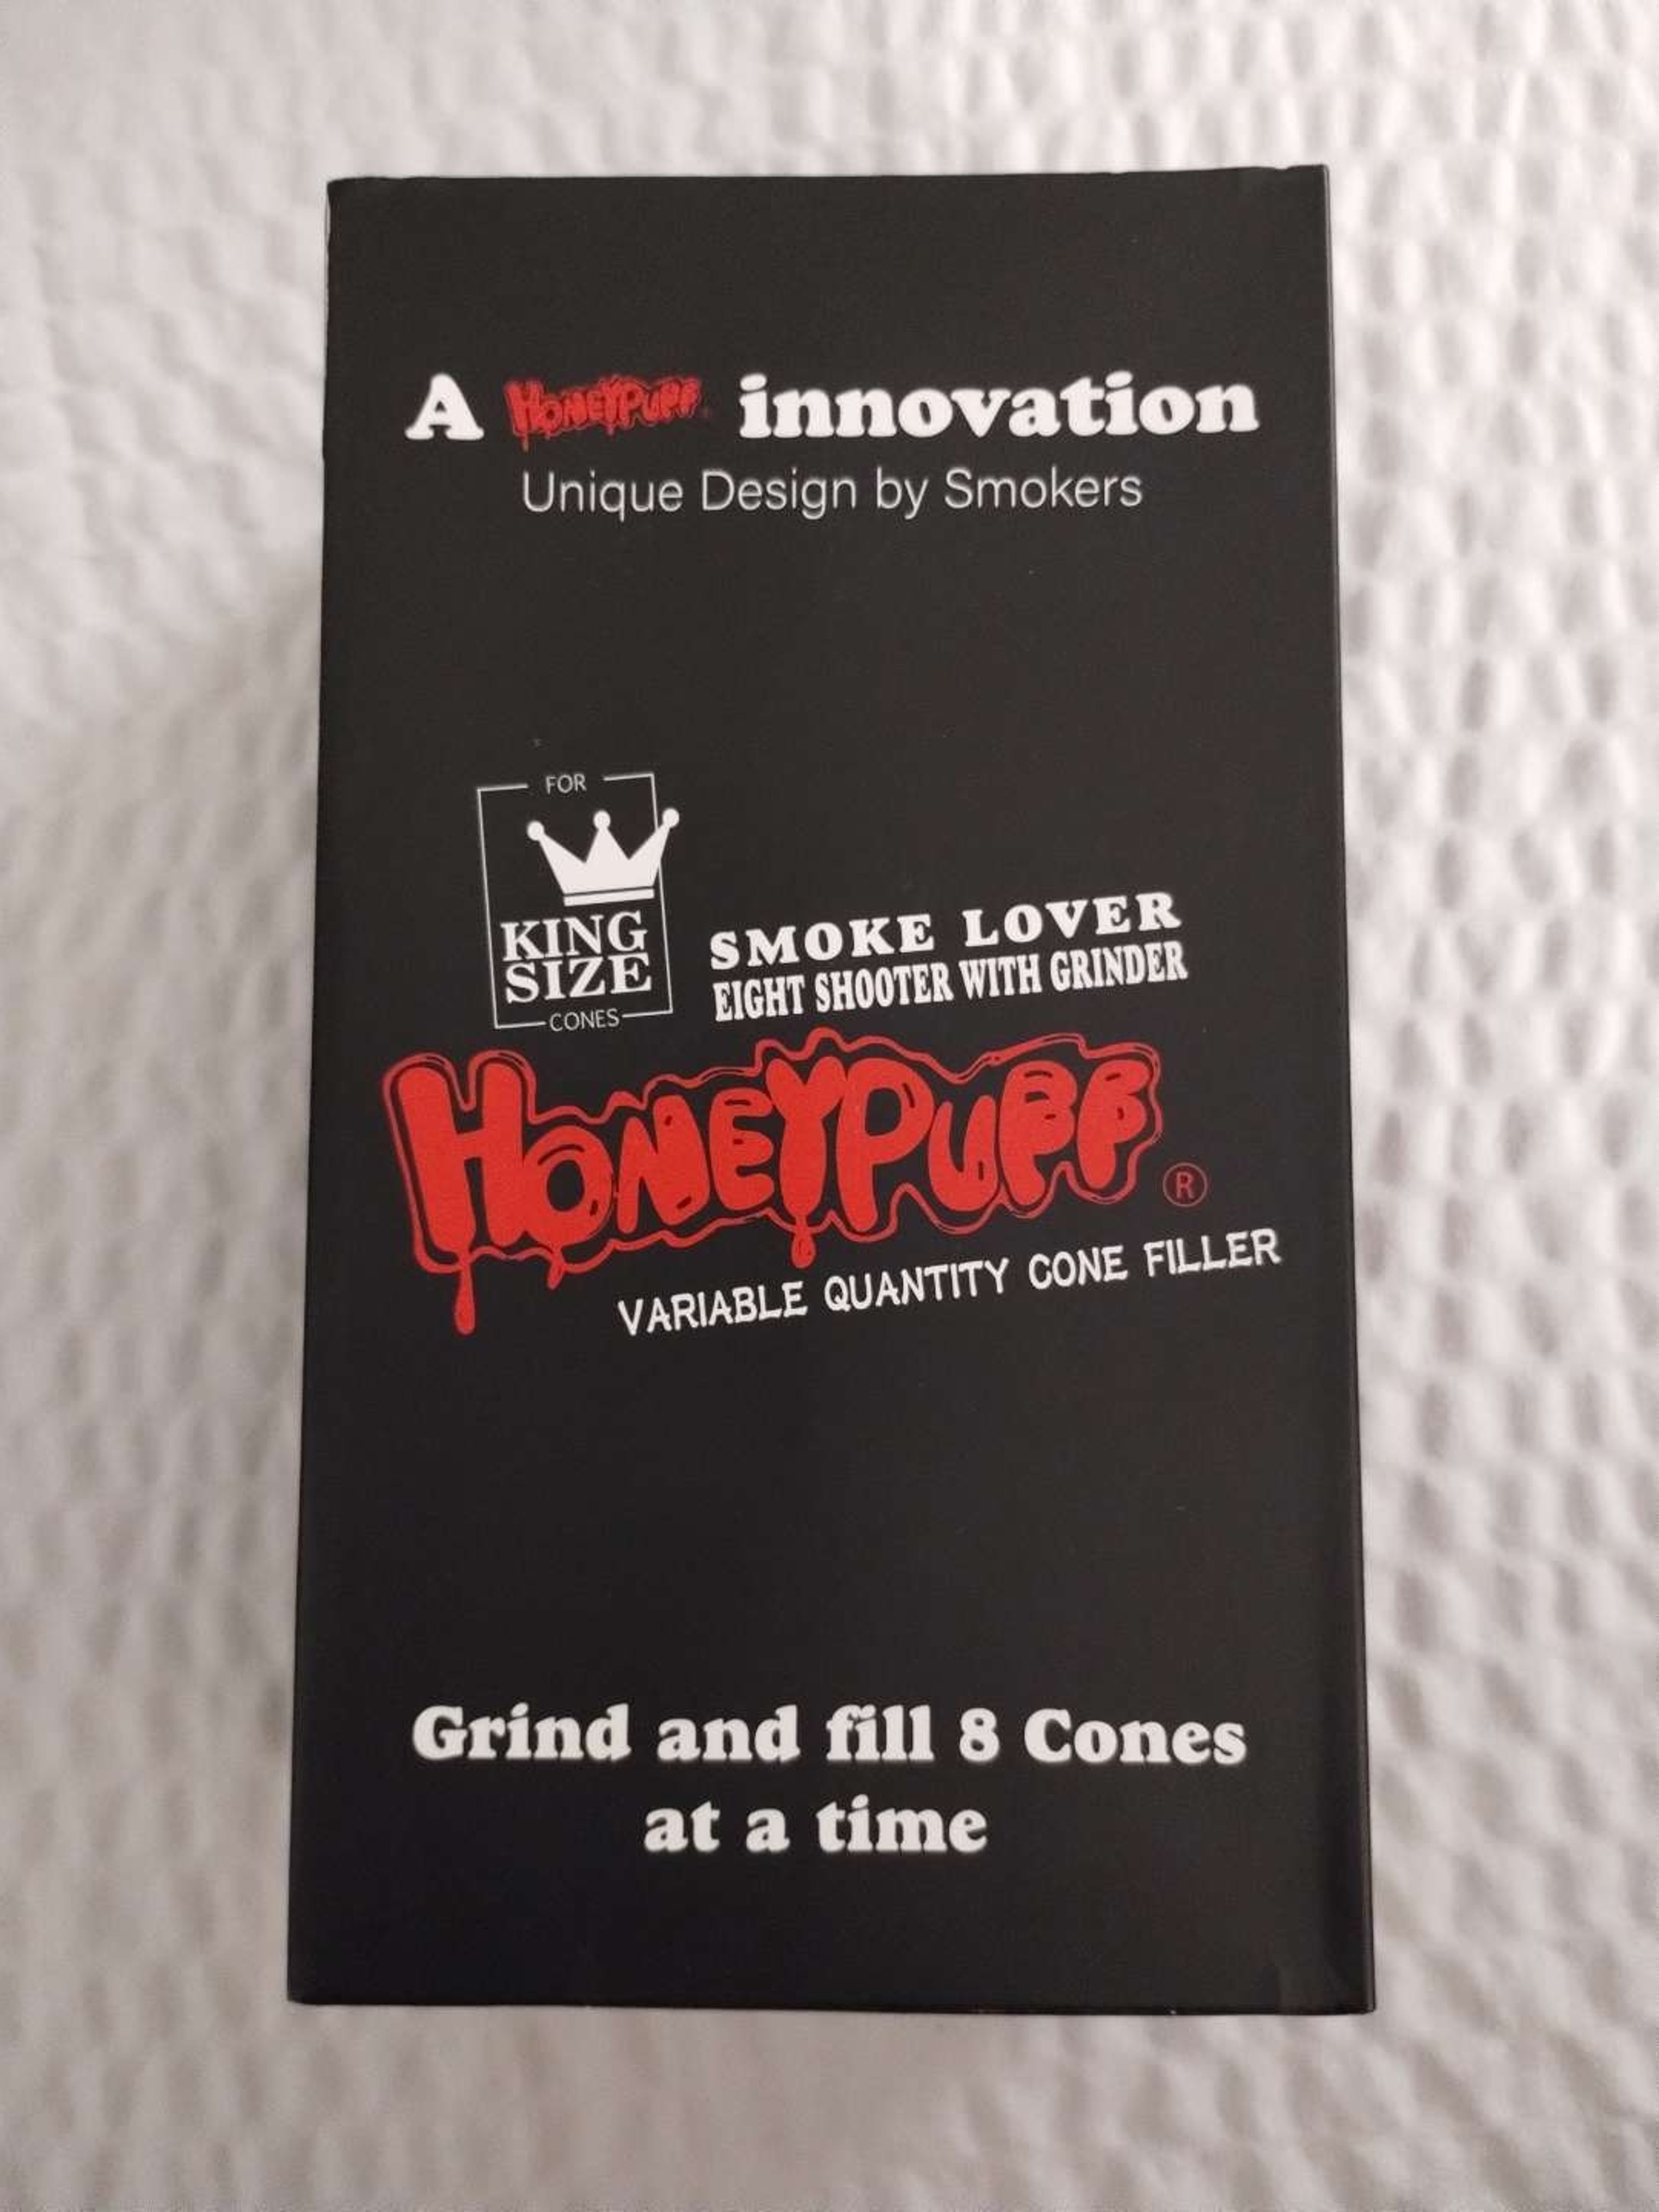 A HONEYPUFF innovation
Unique Design by Smokers
FOR
KING
SIZE
CONES
SMOKE LOVER
EIGHT SHOOTER WITH GRINDER
HONEYPUFF ®
VARIABLE QUANTITY CONE FILLER
Grind and fill 8 Cones
at a time